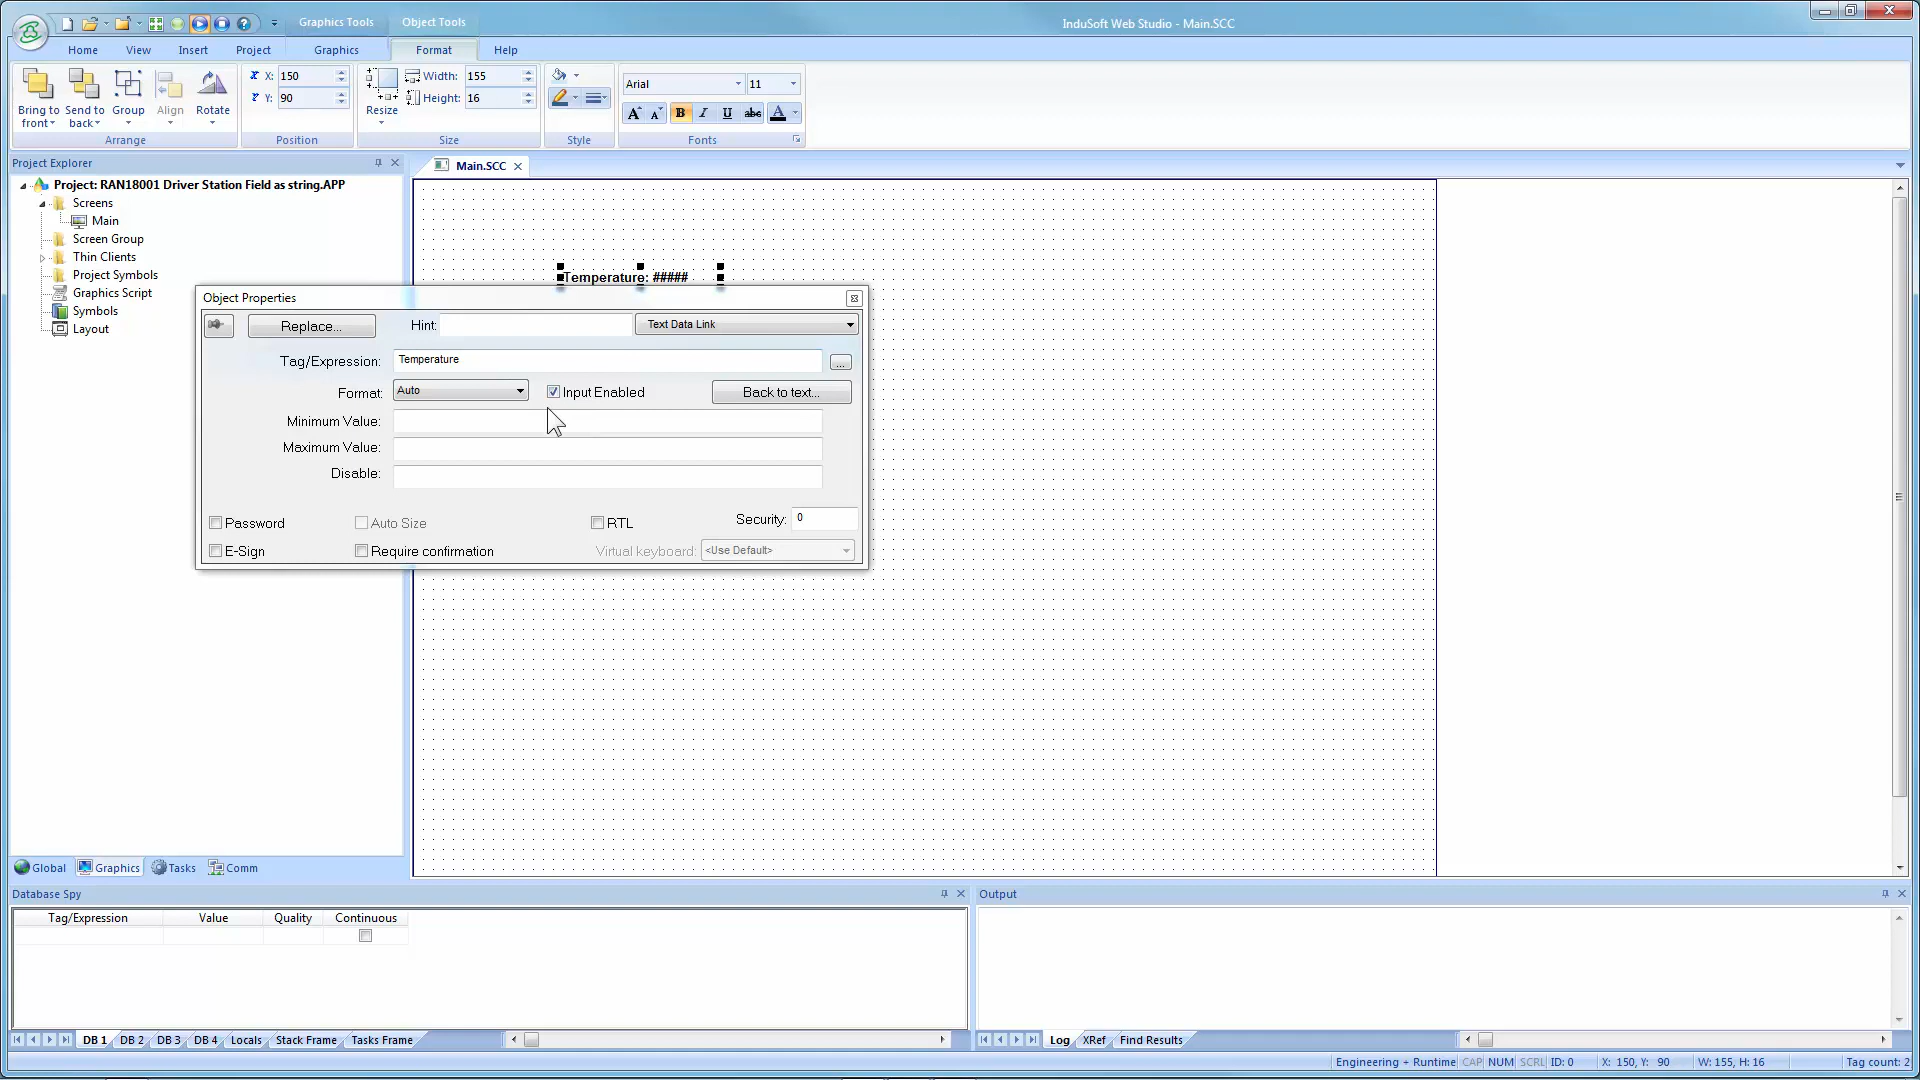 Graphics Tools
Object Tools
InduSoft Web Studio - Main.SCC
Home
View
Insert
Project
Graphics
Format
Help
Bring to front
Send to back
Group
Align
Rotate
Arrange
X: 150
Y: 90
Position
Resize
Width: 155
Height: 16
Size
Style
Arial
11
A
A
B
I
U
abc
A
Fonts
Project Explorer
Main.SCC
Project: RAN18001 Driver Station Field as string.APP
Screens
Main
Screen Group
Thin Clients
Project Symbols
Graphics Script
Symbols
Layout
Temperature: #####
Object Properties
Replace...
Hint:
Text Data Link
Tag/Expression:
Temperature
...
Format:
Auto
Input Enabled
Back to text...
Minimum Value:
Maximum Value:
Disable:
Password
Auto Size
RTL
Security:
0
E-Sign
Require confirmation
Virtual keyboard:
<Use Default>
Global
Graphics
Tasks
Comm
Database Spy
Output
Tag/Expression
Value
Quality
Continuous
DB 1
DB 2
DB 3
DB 4
Locals
Stack Frame
Tasks Frame
Log
XRef
Find Results
Engineering + Runtime
CAP
NUM
SCRL
ID: 0
X: 150, Y: 90
W: 155, H: 16
Tag count: 2